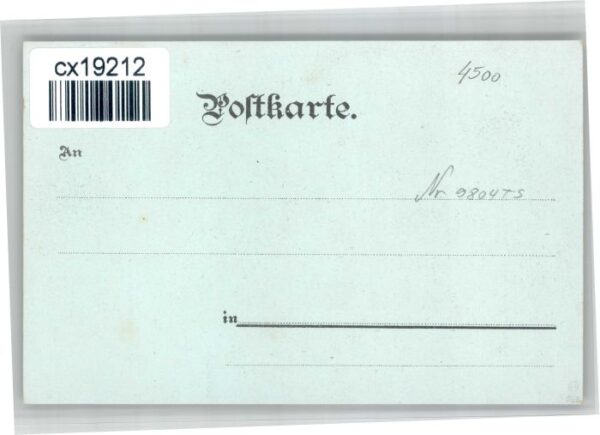 cx19212
4500
Postkarte.
An
Nr 9804TS
in